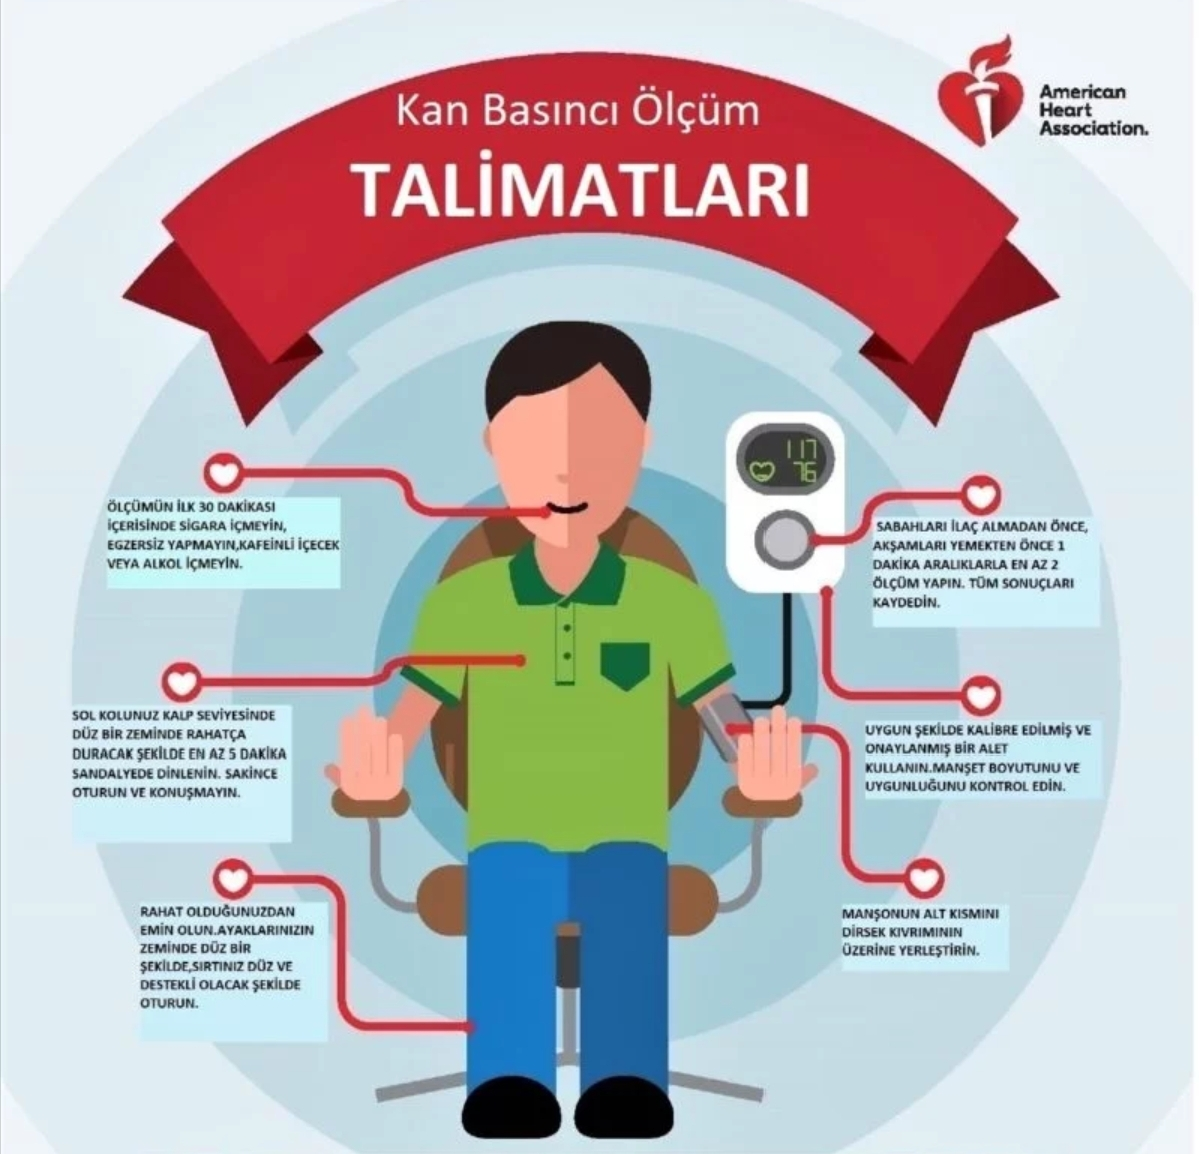 Kan Basıncı Ölçüm
TALİMATLARI
American
Heart
Association.
117
76
ÖLÇÜMÜN İLK 30 DAKİKASI
İÇERİSİNDE SİGARA İÇMEYİN,
EGZERSİZ YAPMAYIN,KAFEİNLİ İÇECEK
VEYA ALKOL İÇMEYİN.
SABAHLARI İLAÇ ALMADAN ÖNCE,
AKŞAMLARI YEMEKTEN ÖNCE 1
DAKİKA ARALIKLARLA EN AZ 2
ÖLÇÜM YAPIN. TÜM SONUÇLARI
KAYDEDİN.
SOL KOLUNUZ KALP SEVİYESİNDE
DÜZ BİR ZEMİNDE RAHATÇA
DURACAK ŞEKİLDE EN AZ 5 DAKİKA
SANDALYEDE DİNLENİN. SAKİNCE
OTURUN VE KONUŞMAYIN.
UYGUN ŞEKİLDE KALİBRE EDİLMİŞ VE
ONAYLANMIŞ BİR ALET
KULLANIN.MANŞET BOYUTUNU VE
UYGUNLUĞUNU KONTROL EDİN.
RAHAT OLDUĞUNUZDAN
EMİN OLUN.AYAKLARINIZIN
ZEMİNDE DÜZ BİR
ŞEKİLDE,SIRTINIZ DÜZ VE
DESTEKLİ OLACAK ŞEKİLDE
OTURUN.
MANŞONUN ALT KISMINI
DİRSEK KIVRIMININ
ÜZERİNE YERLEŞTİRİN.